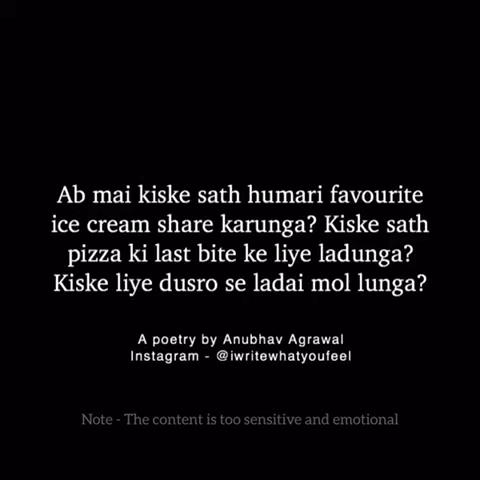 Ab mai kiske sath humari favourite
ice cream share karunga? Kiske sath
pizza ki last bite ke liye ladunga?
Kiske liye dusro se ladai mol lunga?
A poetry by Anubhav Agrawal
Instagram - @iwritewhatyoufeel
Note - The content is too sensitive and emotional